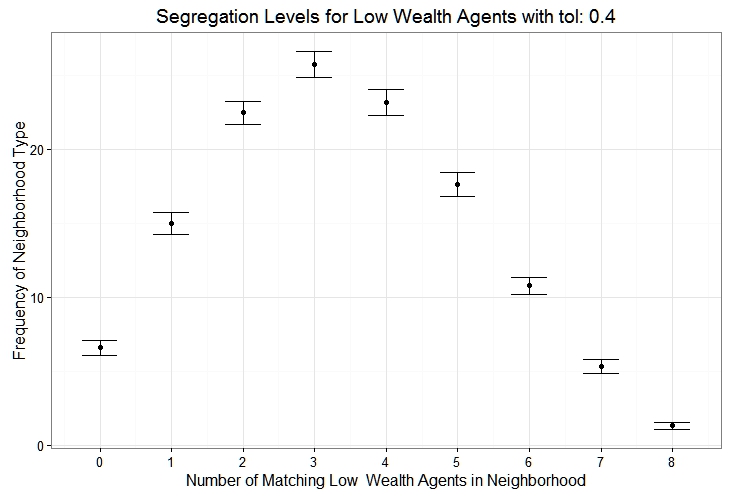 Segregation Levels for Low Wealth Agents with tol: 0.4
Frequency of Neighborhood Type
20
10
0
0 1 2 3 4 5 6 7 8
Number of Matching Low  Wealth Agents in Neighborhood